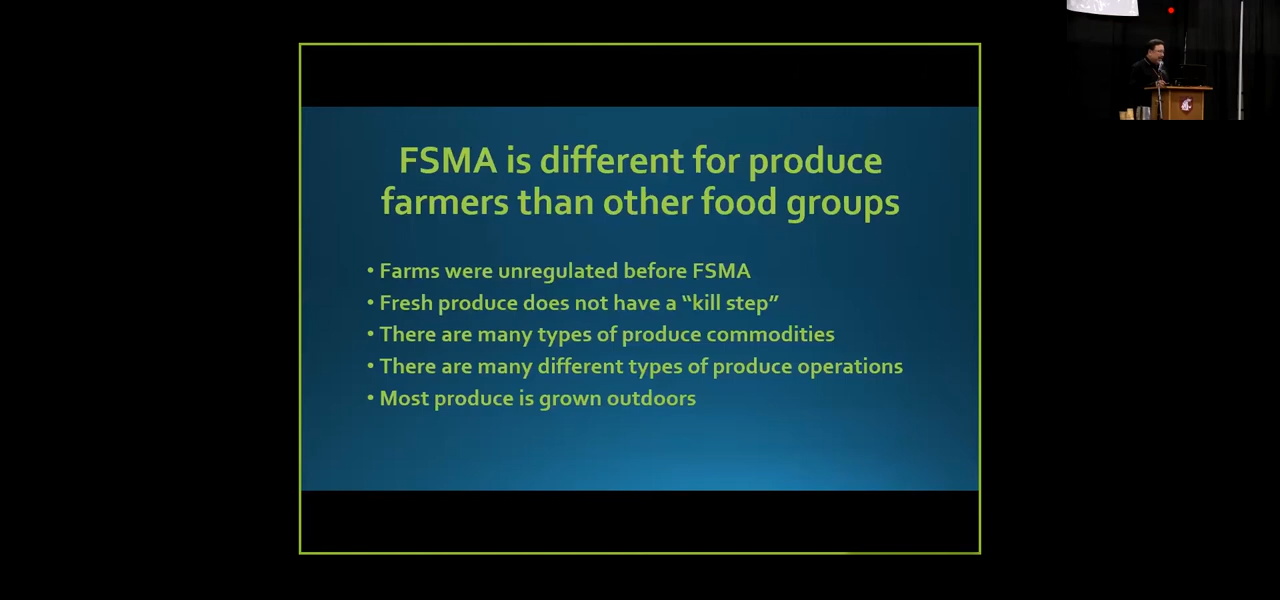 FSMA is different for produce
farmers than other food groups
• Farms were unregulated before FSMA
• Fresh produce does not have a “kill step”
• There are many types of produce commodities
• There are many different types of produce operations
• Most produce is grown outdoors